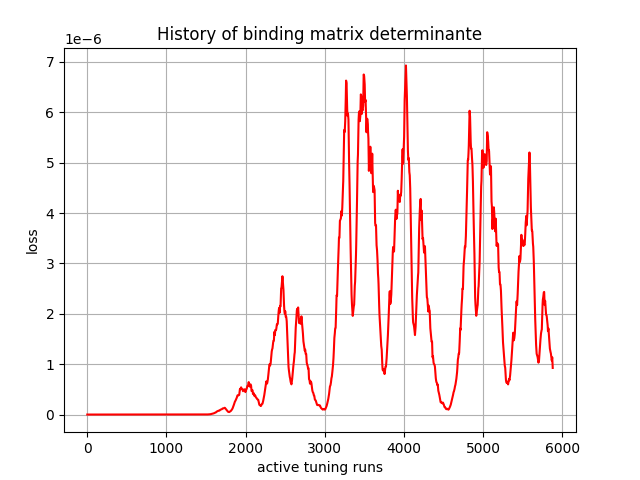 History of binding matrix determinante
1e−6
7
6
5
4
3
2
1
0
loss
0 1000 2000 3000 4000 5000 6000
active tuning runs